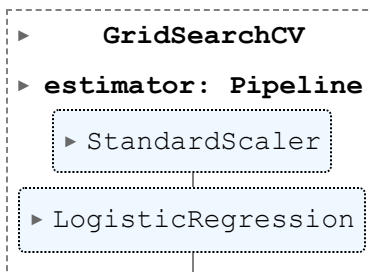 ▸ GridSearchCV
▸ estimator: Pipeline
▸ StandardScaler
▸ LogisticRegression